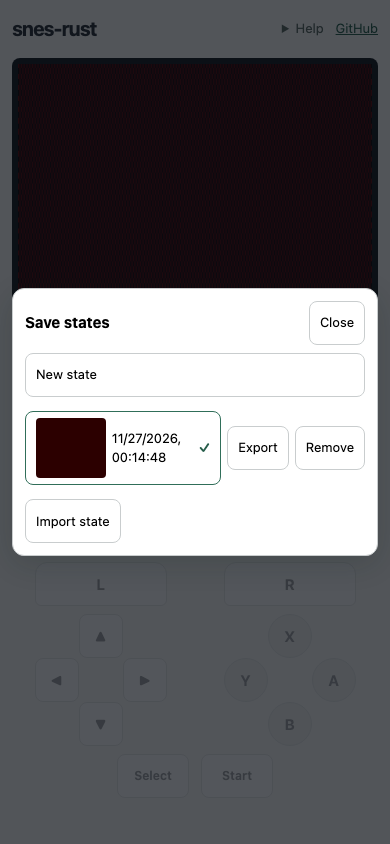 snes-rust
▶ Help GitHub
Save states
Close
New state
11/27/2026,
00:14:48
✓
Export
Remove
Import state
L
R
▲
X
◀
▶
Y
A
▼
B
Select
Start